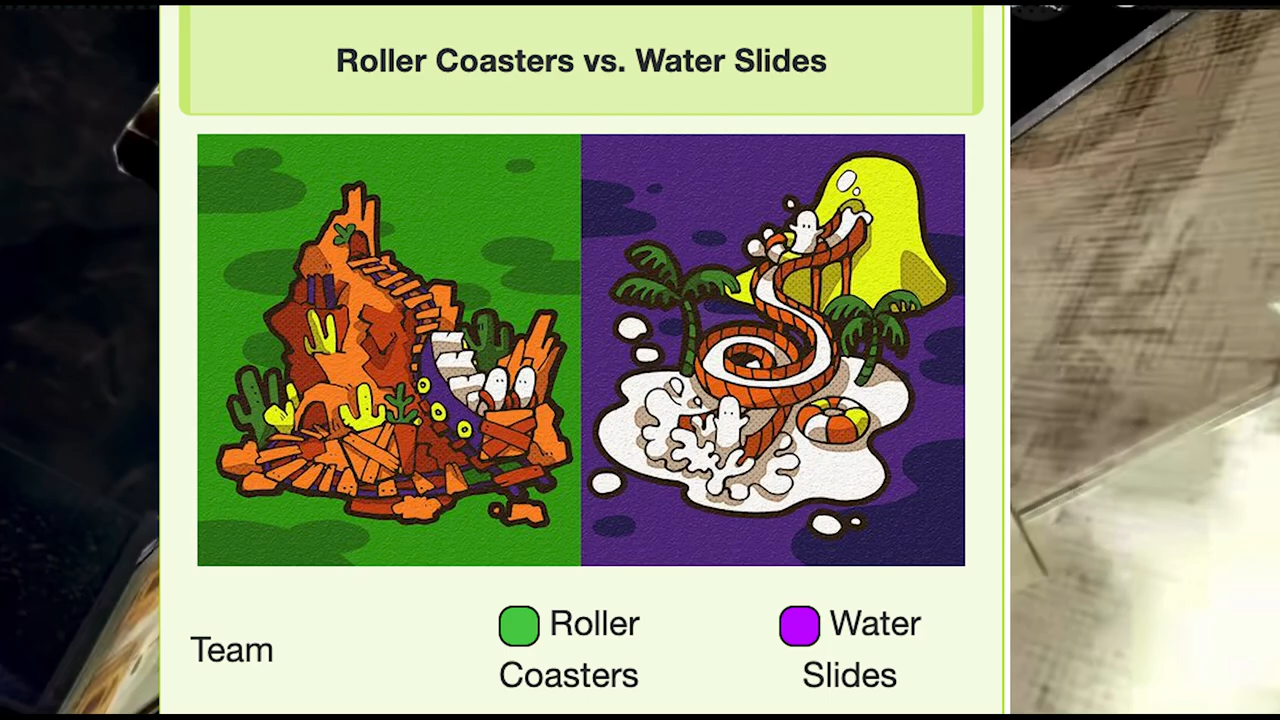 Roller Coasters vs. Water Slides
Team
Roller
Coasters
Water
Slides